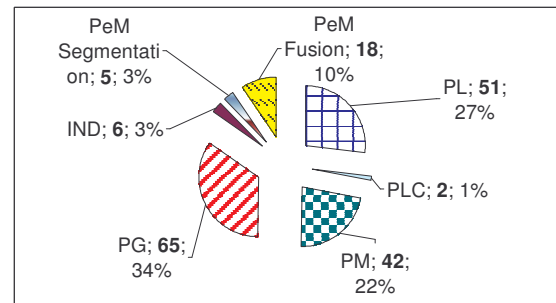 PeM
Segmentati
on; 5; 3%
PeM
Fusion; 18;
10%
PL; 51;
27%
IND; 6; 3%
PLC; 2; 1%
PG; 65;
34%
PM; 42;
22%